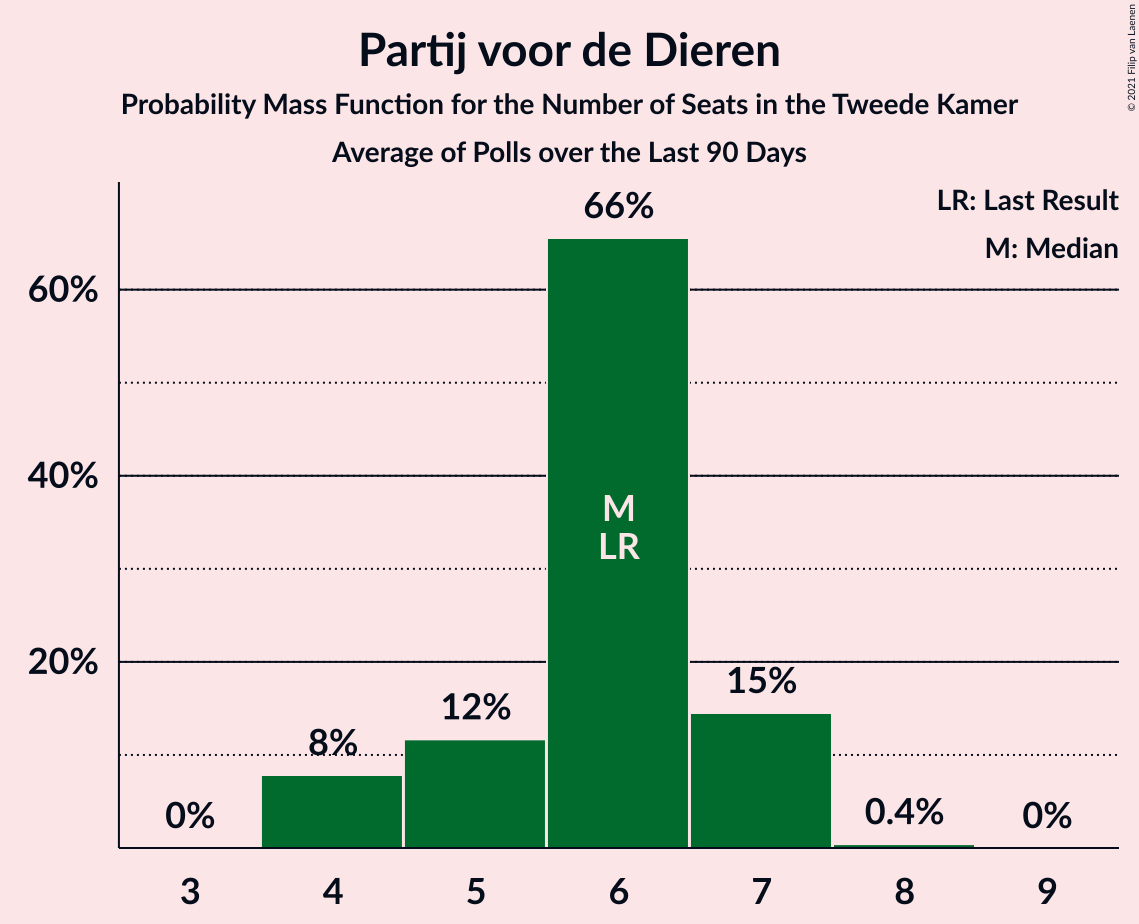 Partij voor de Dieren
Probability Mass Function for the Number of Seats in the Tweede Kamer
Average of Polls over the Last 90 Days
© 2021 Filip van Laenen
LR: Last Result
M: Median
60%
40%
20%
0%
8%
12%
66%
M
LR
15%
0.4%
0%
3
4
5
6
7
8
9